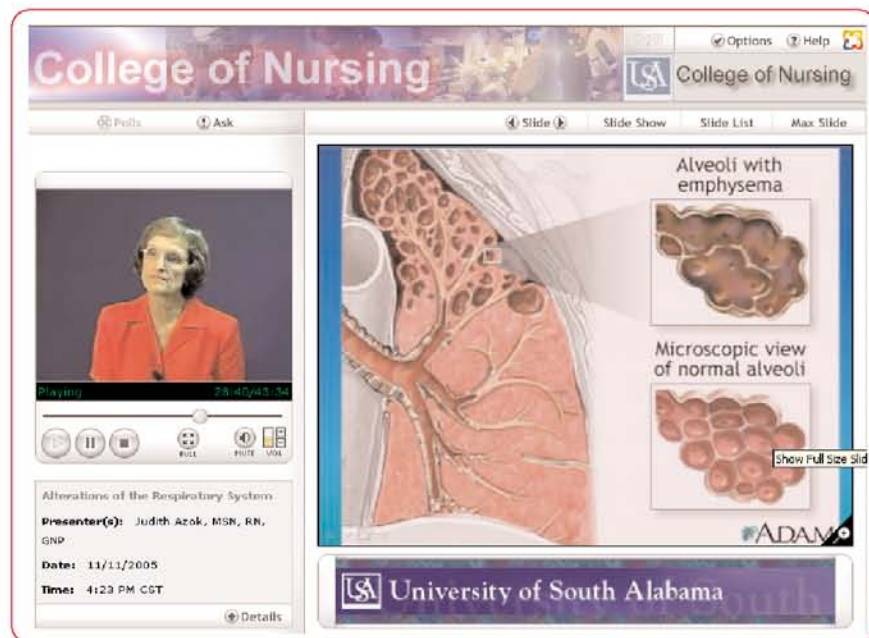 Options
Help
College of Nursing
USA College of Nursing
Polls
Ask
Slide
Slide Show
Slide List
Max Slide
Alveoli with
emphysema
Microscopic view
of normal alveoli
Show Full Size Slid
ADAM
Playing
28:40/43:34
FULL
MUTE
VOL
Alterations of the Respiratory System
Presenter(s): Judith Azok, MSN, RN,
GNP
Date: 11/11/2005
Time: 4:23 PM CST
Details
USA University of South Alabama